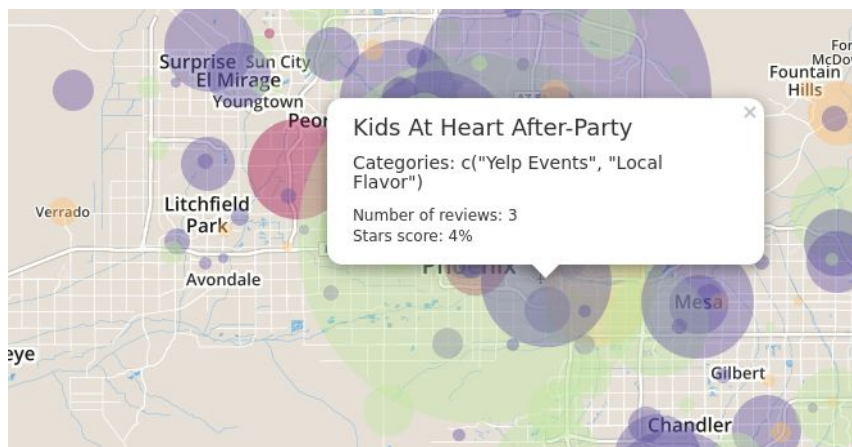 Surprise
Sun City
El Mirage
Youngtown
Fountain
Hills
Kids At Heart After-Party
×
Categories: c("Yelp Events", "Local
Flavor")
Number of reviews: 3
Stars score: 4%
Verrado
Litchfield
Park
Avondale
Phoenix
Mesa
eye
Gilbert
Chandler